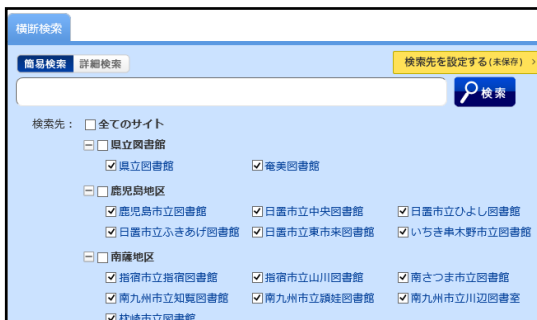 横断検索
簡易検索 詳細検索 検索先を設定する(未保存) >
検索
検索先: 全てのサイト
県立図書館
県立図書館 奄美図書館
鹿児島地区
鹿児島市立図書館 日置市立中央図書館 日置市立ひよし図書館
日置市立ふきあげ図書館 日置市立東市来図書館 いちき串木野市立図書館
南薩地区
指宿市立指宿図書館 指宿市立山川図書館 南さつま市立図書館
南九州市立知覧図書館 南九州市立頴娃図書館 南九州市立川辺図書室
枕崎市立図書館